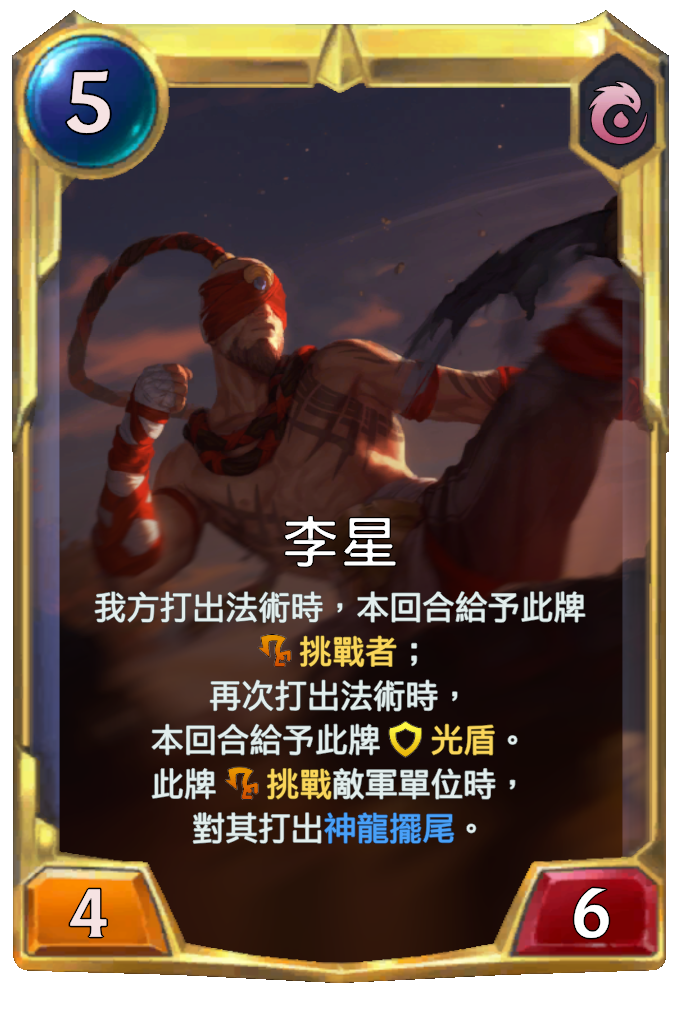 5
李星
我方打出法術時，本回合給予此牌
挑戰者；
再次打出法術時，
本回合給予此牌 光盾。
此牌 挑戰敵軍單位時，
對其打出神龍擺尾。
4
6